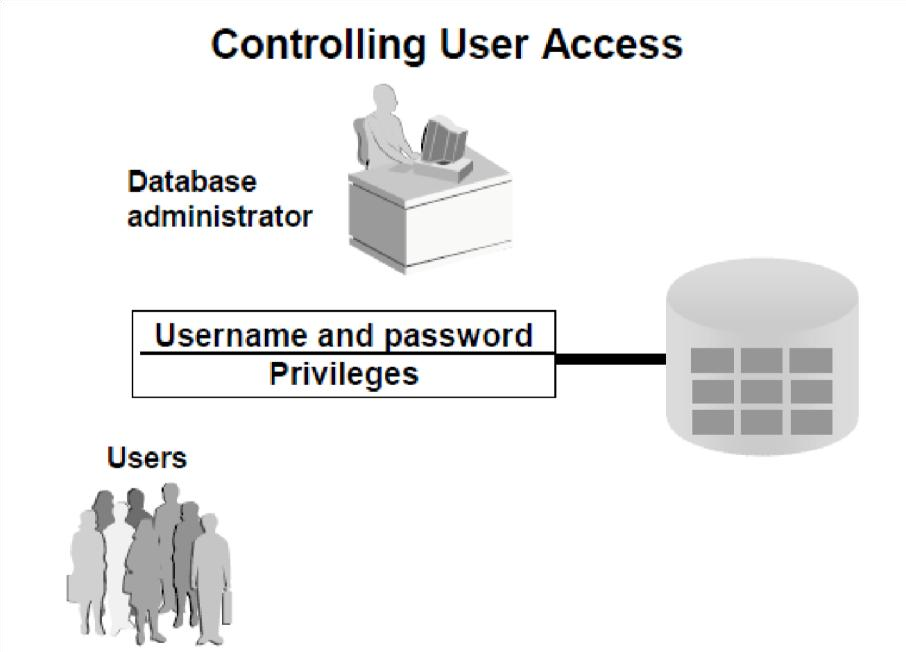 Controlling User Access
Database
administrator
Username and password
Privileges
Users